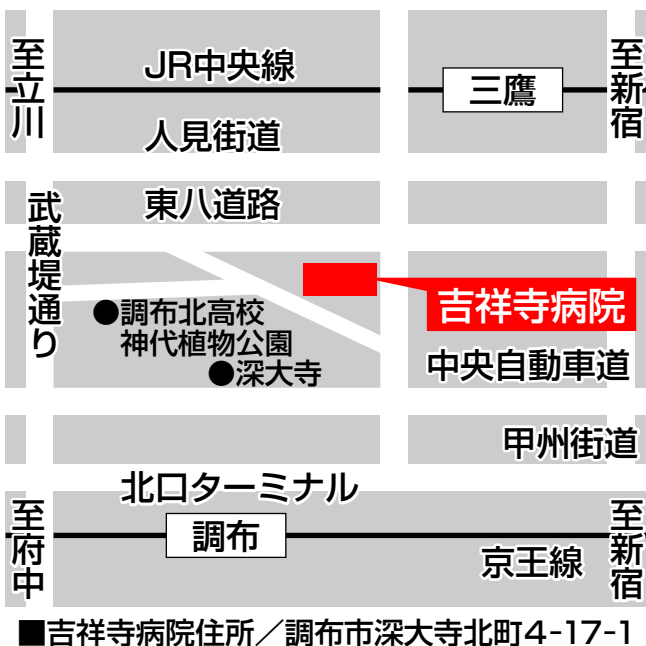 至立川
JR中央線
三鷹
至新宿
人見街道
東八道路
武蔵堤通り
吉祥寺病院
●調布北高校
神代植物公園
●深大寺
中央自動車道
甲州街道
北口ターミナル
至府中
調布
京王線
至新宿
■吉祥寺病院住所／調布市深大寺北町4-17-1